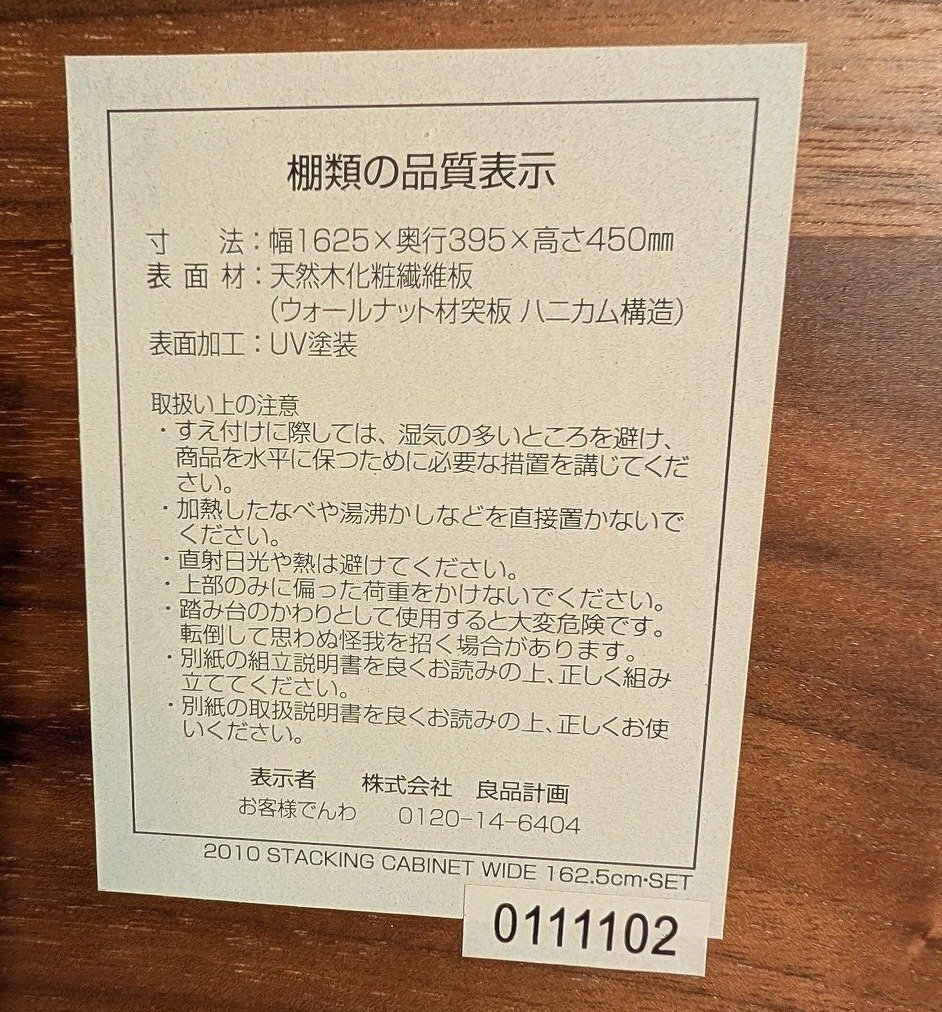 棚類の品質表示
寸 法：幅1625×奥行395×高さ450㎜
表面材：天然木化粧繊維板
（ウォールナット材突板 ハニカム構造）
表面加工：UV塗装
取扱い上の注意
・すえ付けに際しては、湿気の多いところを避け、
商品を水平に保つために必要な措置を講じてくだ
さい。
・加熱したなべや湯沸かしなどを直接置かないで
ください。
・直射日光や熱は避けてください。
・上部のみに偏った荷重をかけないでください。
・踏み台のかわりとして使用すると大変危険です。
転倒して思わぬ怪我を招く場合があります。
・別紙の組立説明書を良くお読みの上、正しく組み
立ててください。
・別紙の取扱説明書を良くお読みの上、正しくお使
いください。
表示者 株式会社 良品計画
お客様でんわ 0120-14-6404
2010 STACKING CABINET WIDE 162.5cm・SET
0111102